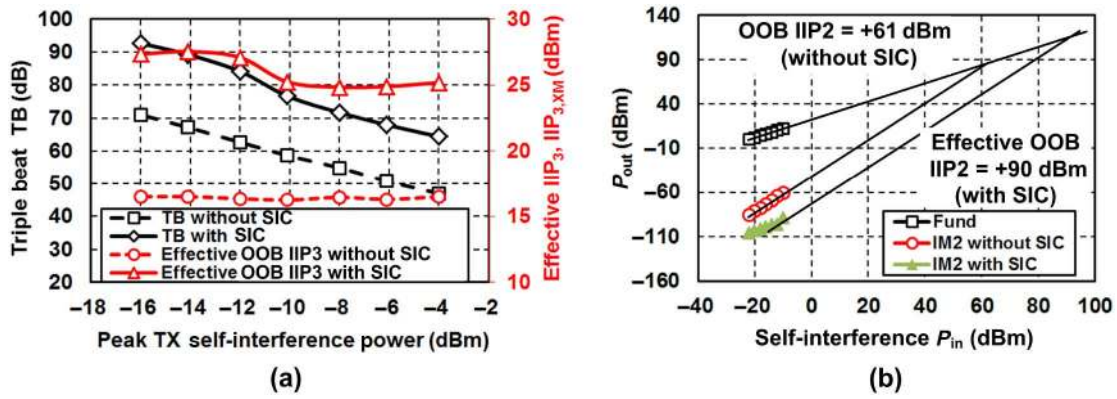 Triple beat TB (dB)
100
90
80
70
60
50
40
30
20
30
25
20
15
10
Effective IIP3, IIP3,XM (dBm)
TB without SIC
TB with SIC
Effective OOB IIP3 without SIC
Effective OOB IIP3 with SIC
–18 –16 –14 –12 –10 –8 –6 –4 –2
Peak TX self-interference power (dBm)
(a)
Pout (dBm)
140
90
40
–10
–60
–110
–160
OOB IIP2 = +61 dBm
(without SIC)
Effective OOB
IIP2 = +90 dBm
(with SIC)
Fund
IM2 without SIC
IM2 with SIC
–40 –20 0 20 40 60 80 100
Self-interference Pin (dBm)
(b)